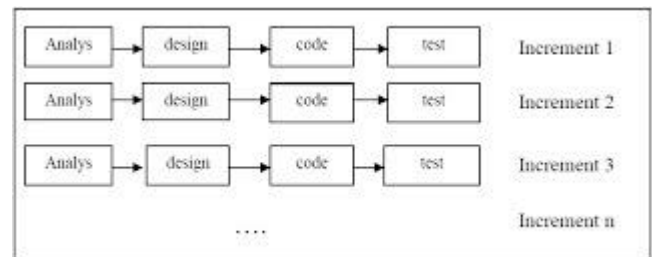 Analys design code test Increment 1
Analys design code test Increment 2
Analys design code test Increment 3
.... Increment n